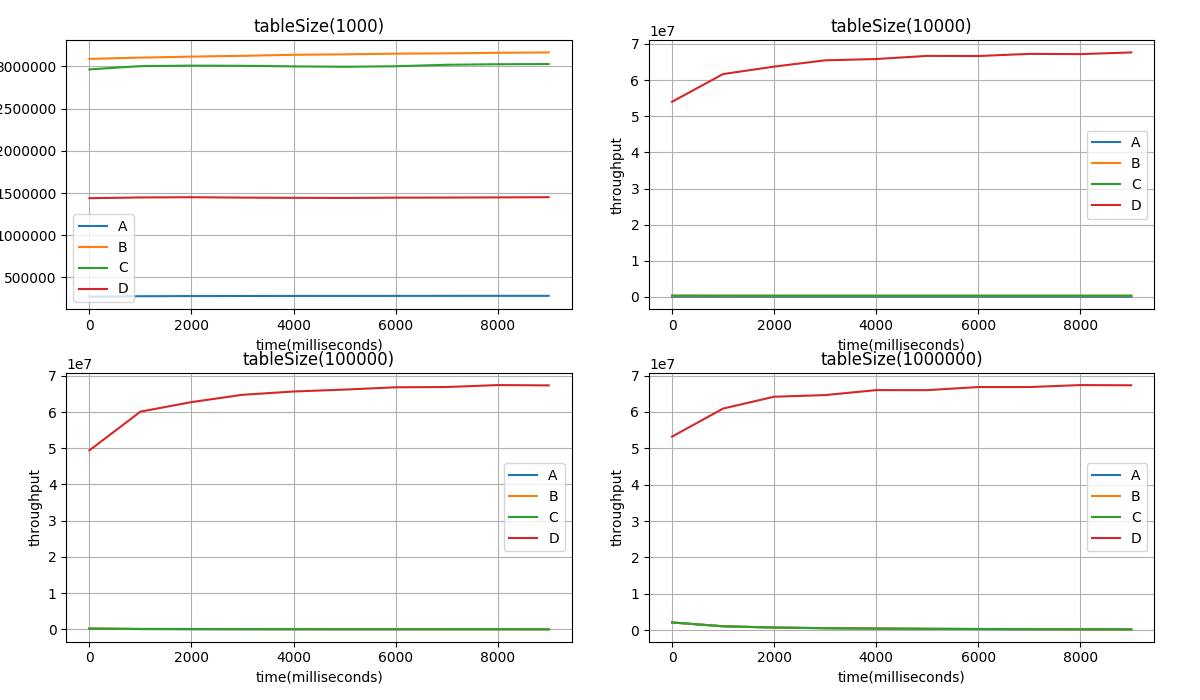 tableSize(1000)
3000000
2500000
2000000
1500000
1000000
500000
A
B
C
D
0 2000 4000 6000 8000
time(milliseconds)
tableSize(10000)
1e7
7
6
5
4
3
2
1
0
throughput
A
B
C
D
0 2000 4000 6000 8000
time(milliseconds)
tableSize(100000)
1e7
7
6
5
4
3
2
1
0
throughput
A
B
C
D
0 2000 4000 6000 8000
time(milliseconds)
tableSize(1000000)
1e7
7
6
5
4
3
2
1
0
throughput
A
B
C
D
0 2000 4000 6000 8000
time(milliseconds)